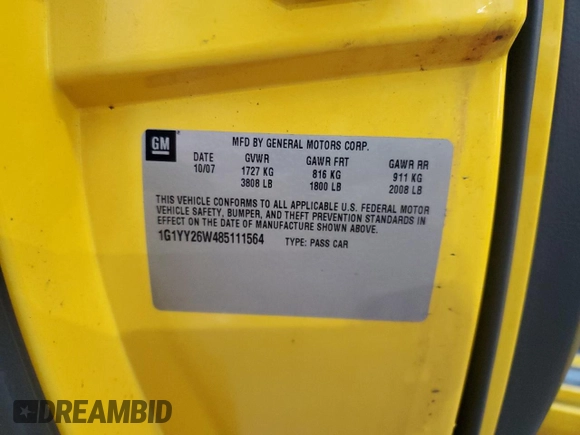 GM
MFD BY GENERAL MOTORS CORP.
DATE GVWR GAWR FRT GAWR RR
10/07 1727 KG 816 KG 911 KG
3808 LB 1800 LB 2008 LB
THIS VEHICLE CONFORMS TO ALL APPLICABLE U.S. FEDERAL MOTOR
VEHICLE SAFETY, BUMPER, AND THEFT PREVENTION STANDARDS IN
EFFECT ON THE DATE OF MANUFACTURE SHOWN ABOVE.
1G1YY26W485111564 TYPE: PASS CAR
DREAMBID